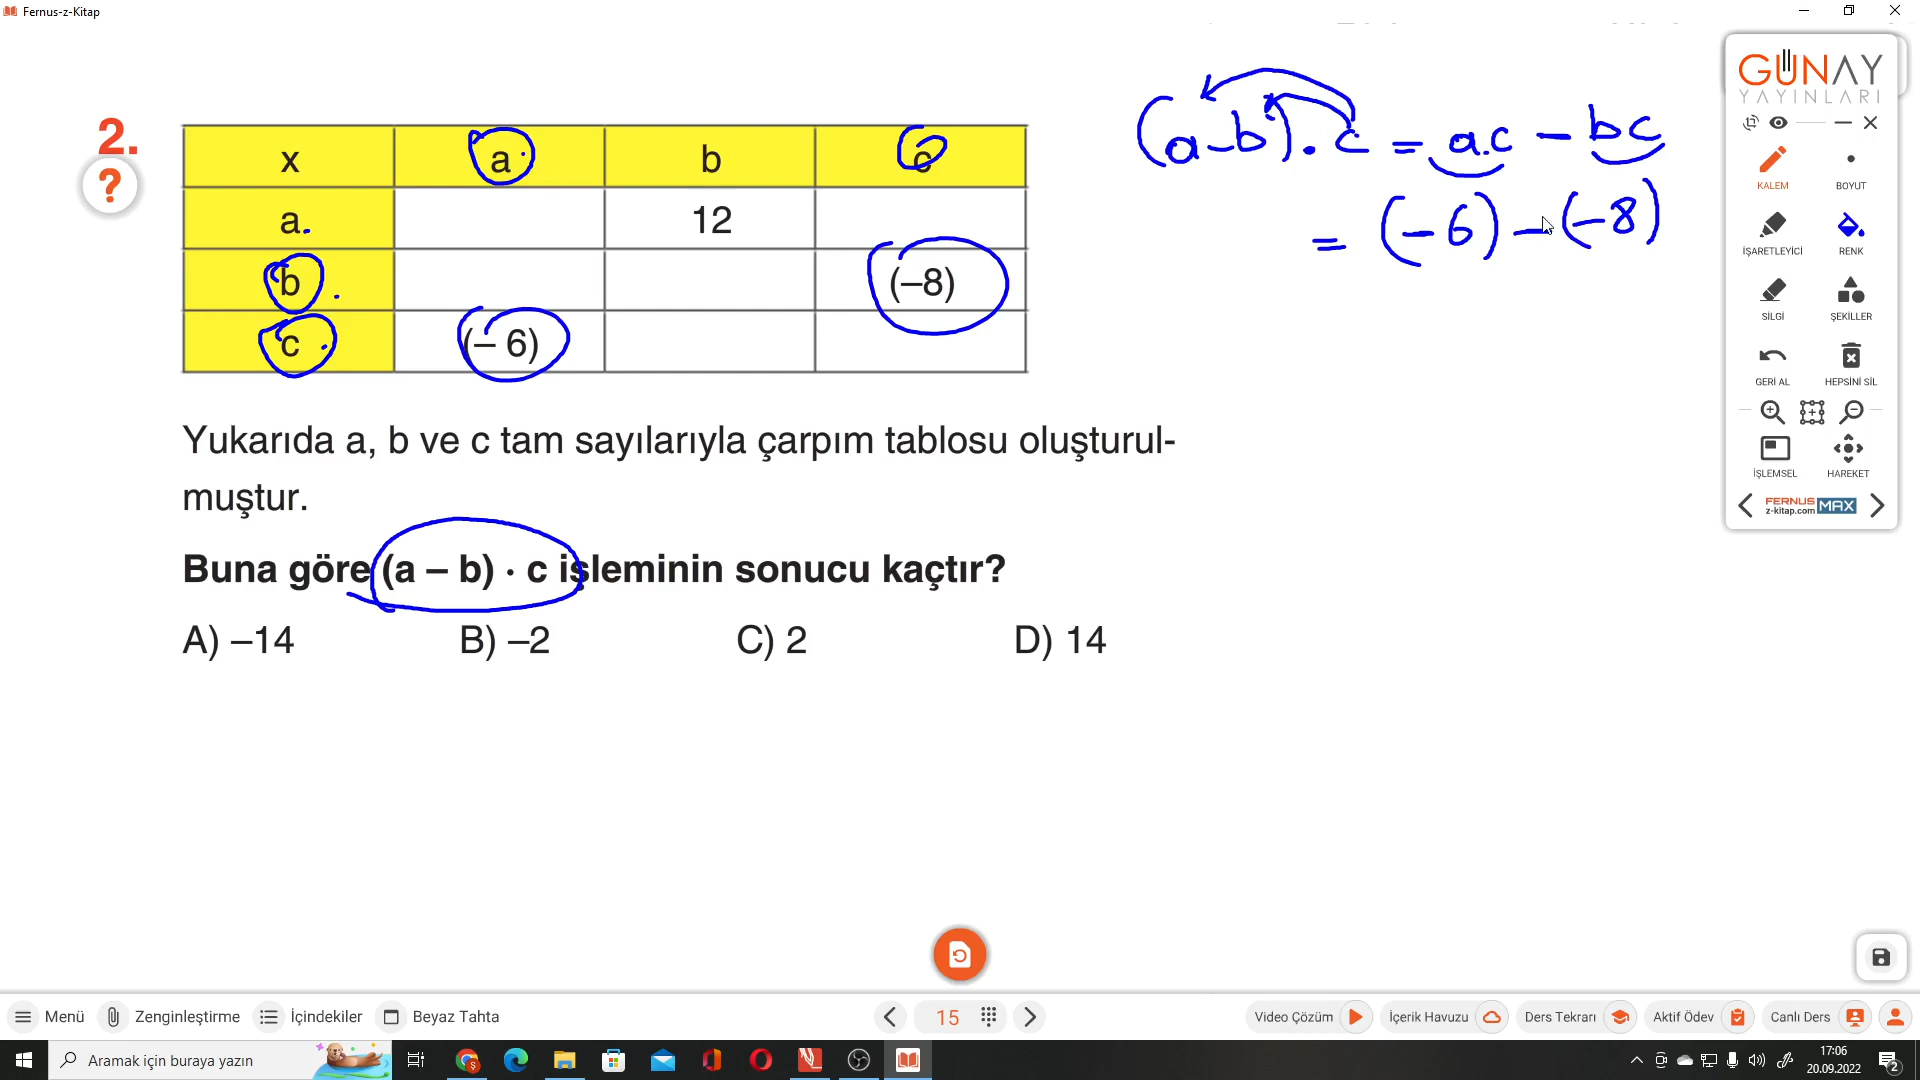 Fernus-z-Kitap
2.
?
x a b c
a. 12
b (–8)
c (– 6)
(a-b).c = a.c - bc
= (-6) - (-8)
Yukarıda a, b ve c tam sayılarıyla çarpım tablosu oluşturul-
muştur.
Buna göre (a – b) · c işleminin sonucu kaçtır?
A) –14 B) –2 C) 2 D) 14
GÜNAY
YAYINLARI
KALEM BOYUT
İŞARETLEYİCİ RENK
SİLGİ ŞEKİLLER
GERİ AL HEPSİNİ SİL
İŞLEMSEL HAREKET
FERNUS
z-kitap.com MAX
Menü Zenginleştirme İçindekiler Beyaz Tahta 15 Video Çözüm İçerik Havuzu Ders Tekrarı Aktif Ödev Canlı Ders
Aramak için buraya yazın
17:06
20.09.2022
2